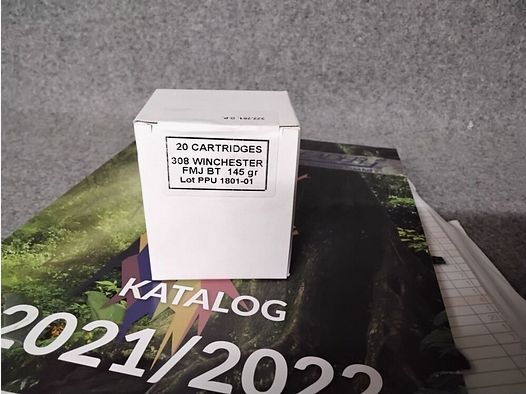 20 CARTRIDGES
308 WINCHESTER
FMJ BT 145 gr
Lot PPU 1801-01
KATALOG
2021/2022